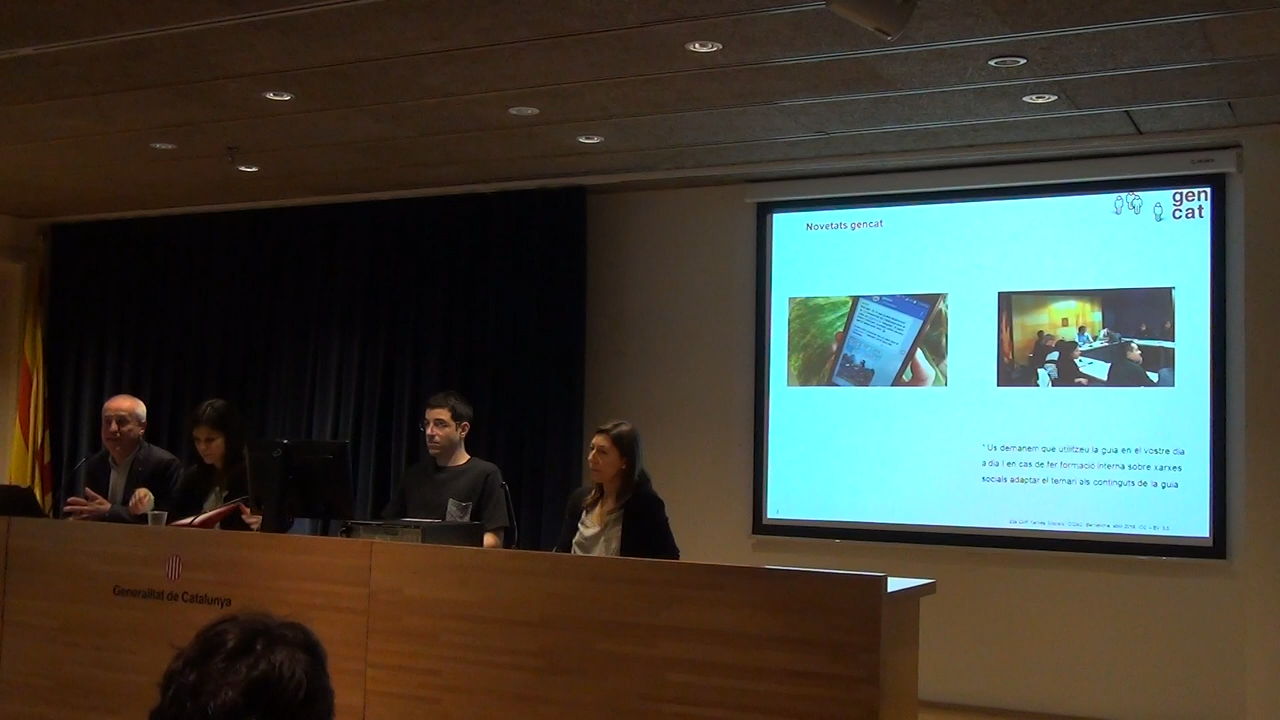 gen
cat
Novetats gencat
* Us demanem que utilitzeu la guia en el vostre dia
a dia i en cas de fer formació interna sobre xarxes
socials adaptar el temari als continguts de la guia
Generalitat de Catalunya